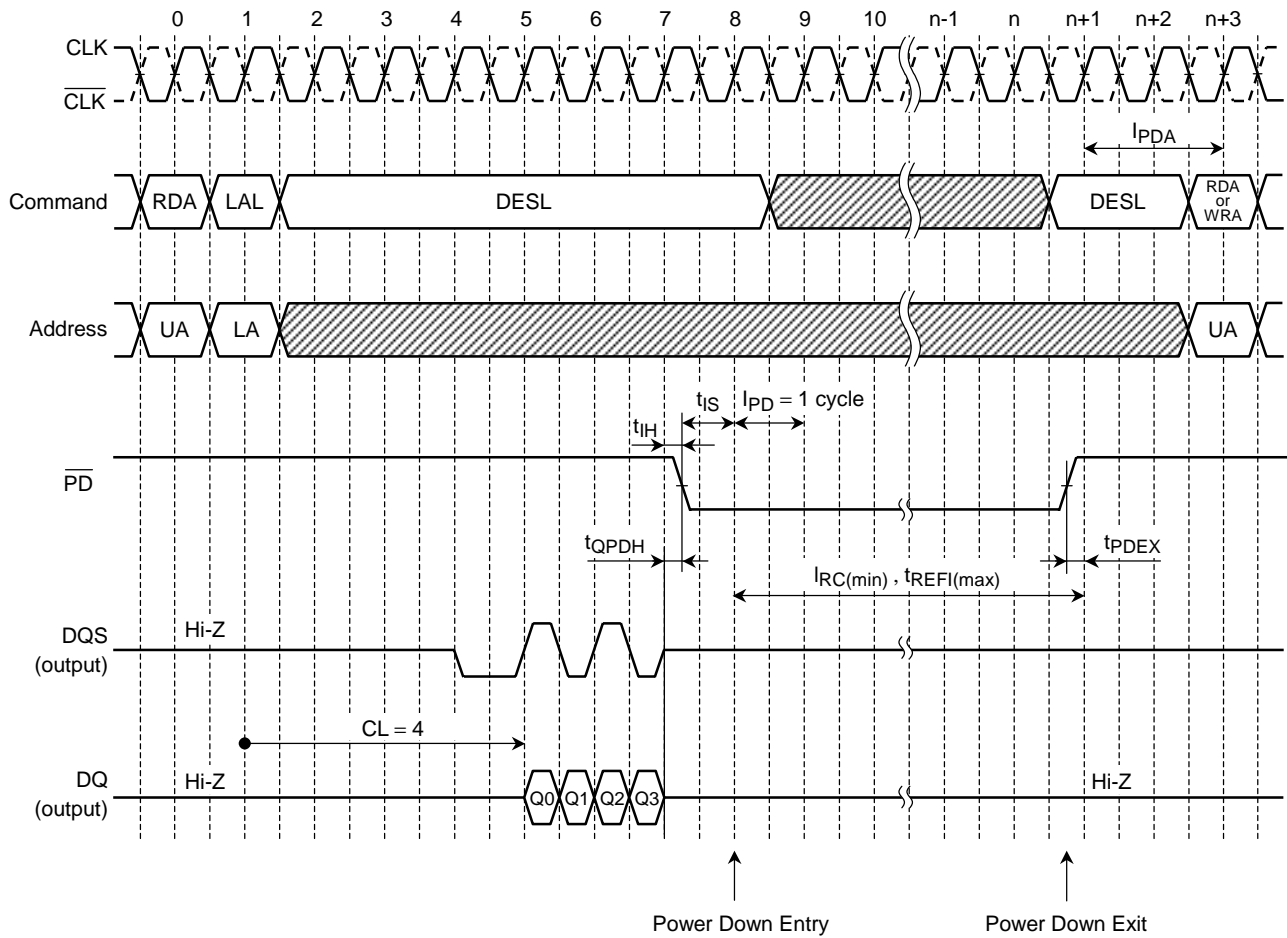 0 1 2 3 4 5 6 7 8 9 10 n-1 n n+1 n+2 n+3
CLK
CLK
IPDA
Command RDA LAL DESL DESL RDA or WRA
Address UA LA UA
tIS IPD = 1 cycle
tIH
PD
tQPDH tPDEX
IRC(min) , tREFI(max)
Hi-Z
DQS
(output)
CL = 4
Hi-Z Hi-Z
DQ
(output) Q0 Q1 Q2 Q3
Power Down Entry Power Down Exit